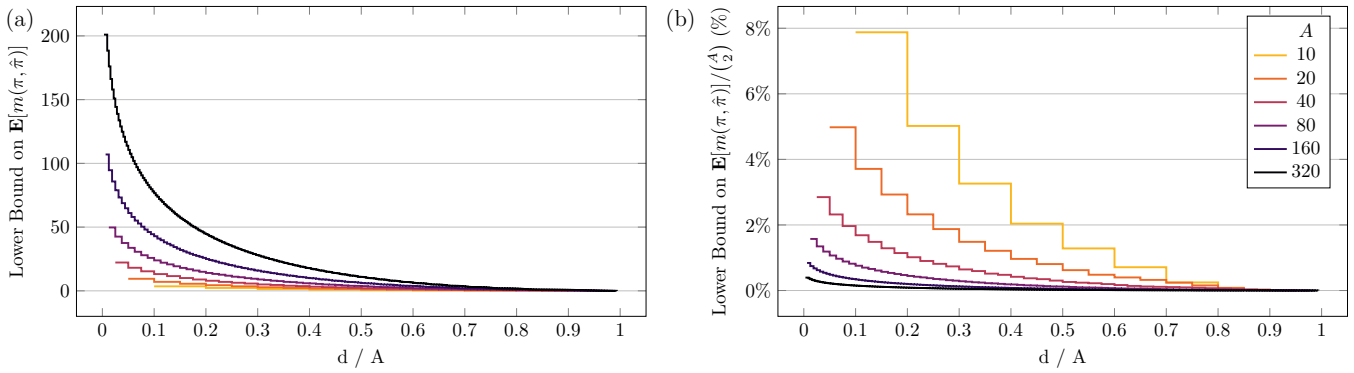 (a)
Lower Bound on E[m(π, π̂)]
200
150
100
50
0
0 0.1 0.2 0.3 0.4 0.5 0.6 0.7 0.8 0.9 1
d / A
(b)
Lower Bound on E[m(π, π̂)]/(A 2) (%)
8%
6%
4%
2%
0%
0 0.1 0.2 0.3 0.4 0.5 0.6 0.7 0.8 0.9 1
d / A
A
10
20
40
80
160
320